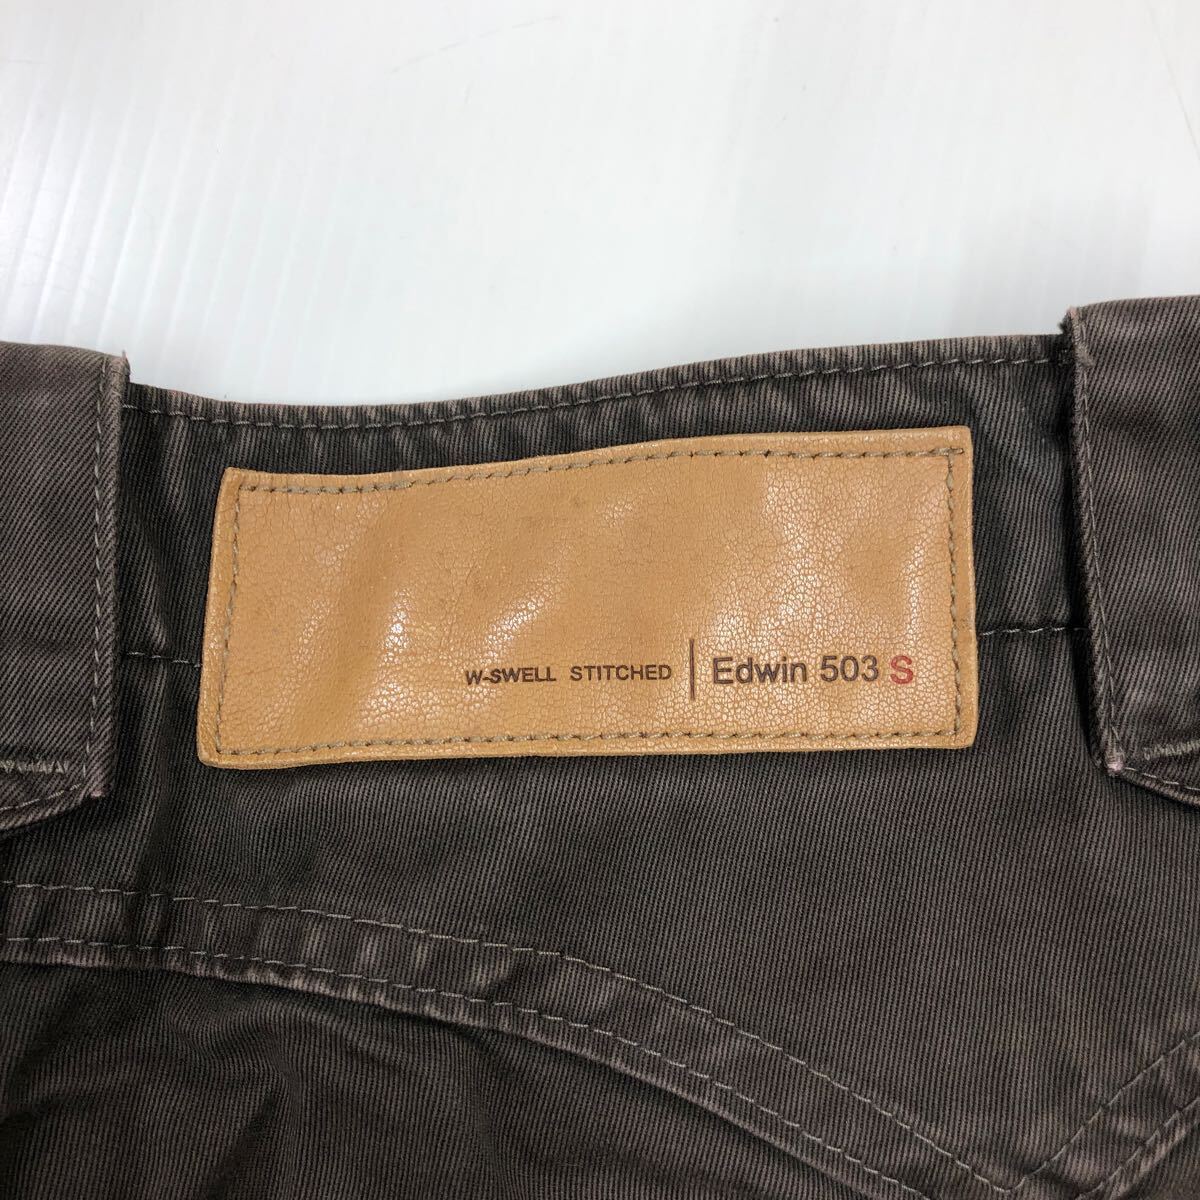 W-SWELL STITCHED | Edwin 503 S